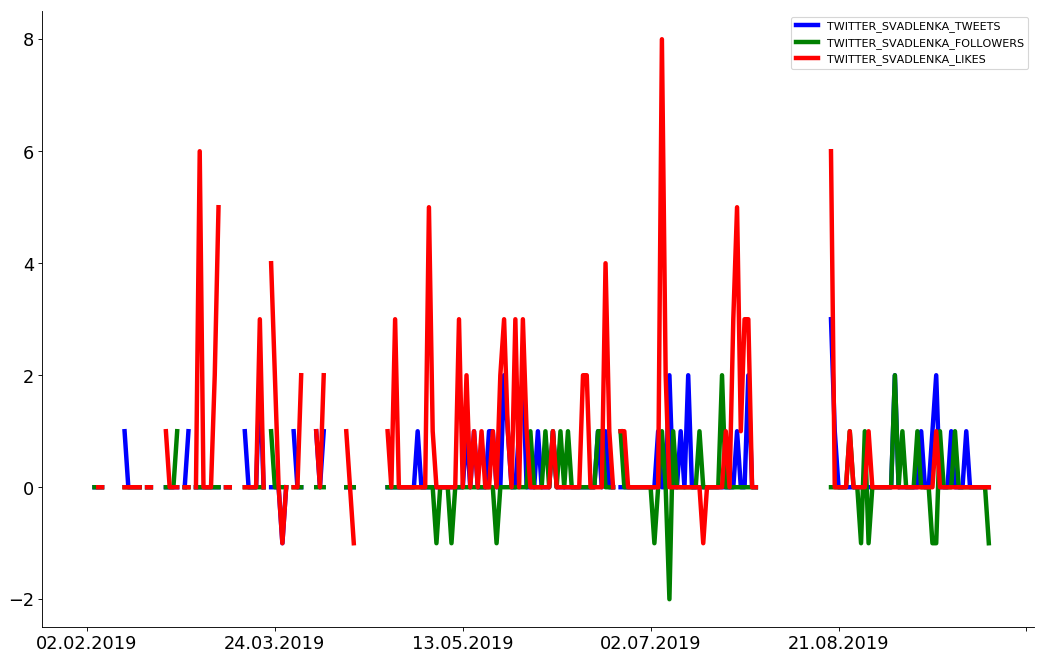 TWITTER_SVADLENKA_TWEETS
TWITTER_SVADLENKA_FOLLOWERS
TWITTER_SVADLENKA_LIKES
8
6
4
2
0
−2
02.02.2019 24.03.2019 13.05.2019 02.07.2019 21.08.2019